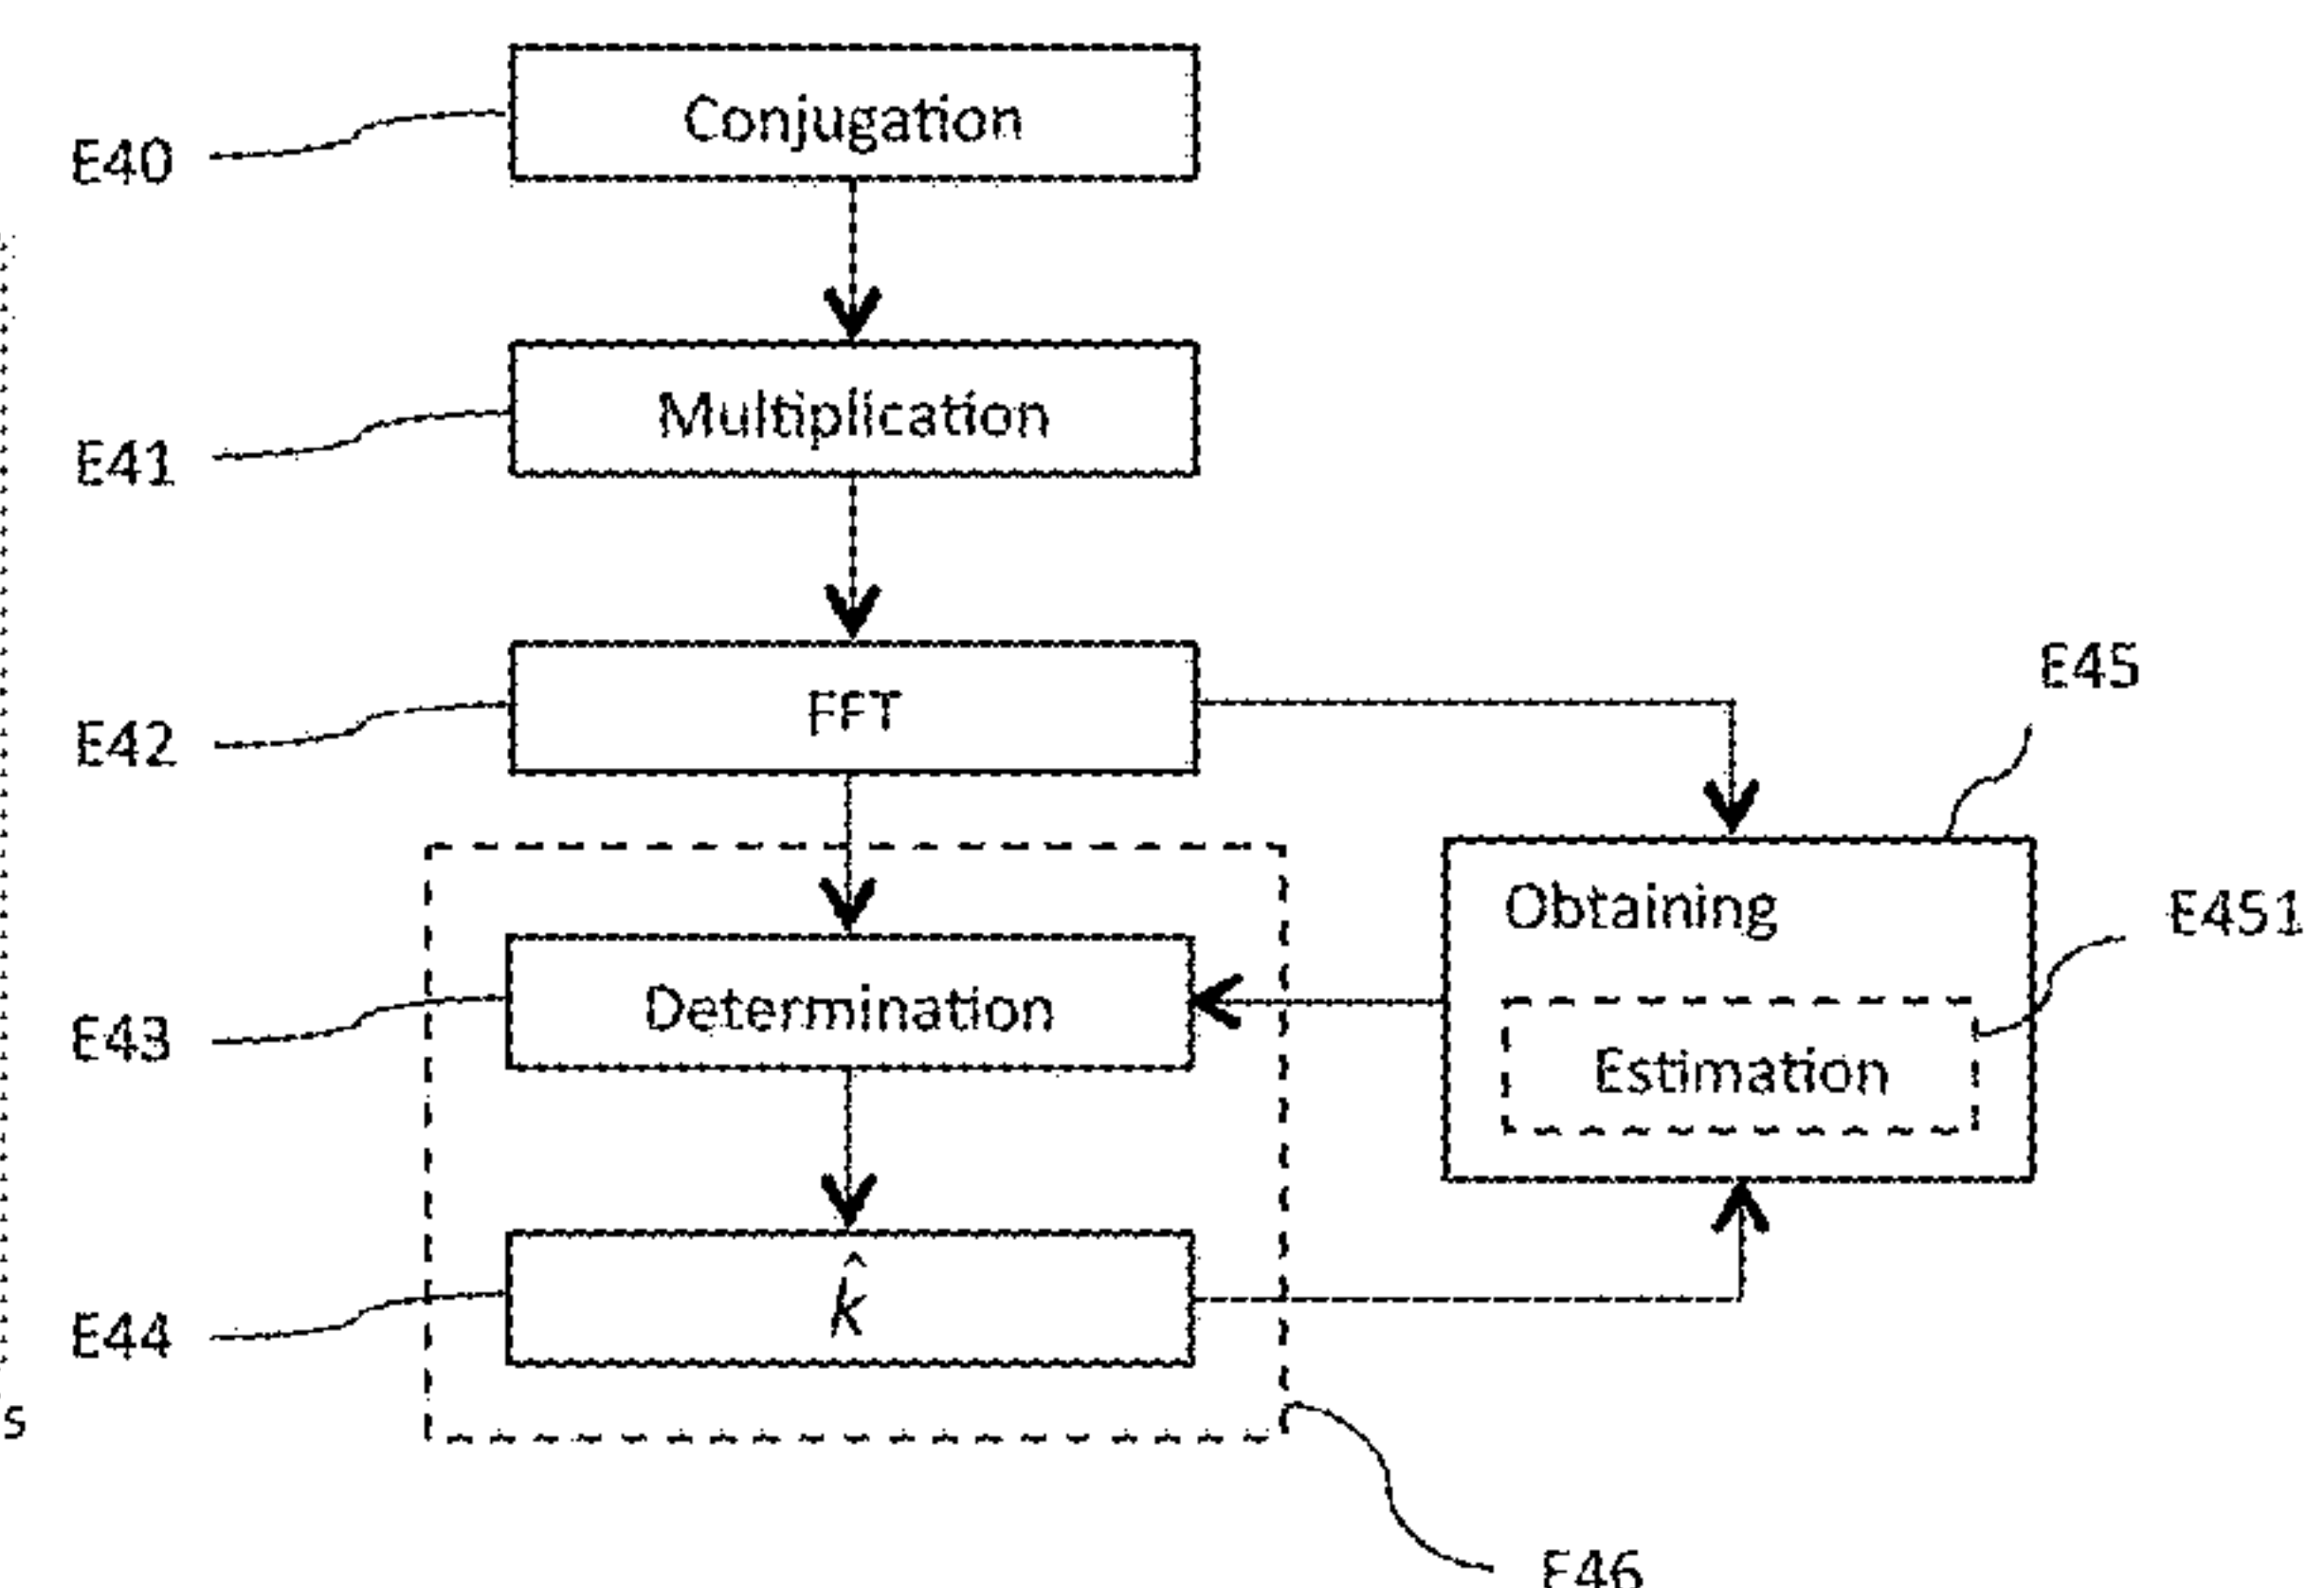 Conjugation
E40
Multiplication
E41
FFT
E42
E45
Obtaining
E451
Determination
E43
Estimation
k̂
E44
s
E46